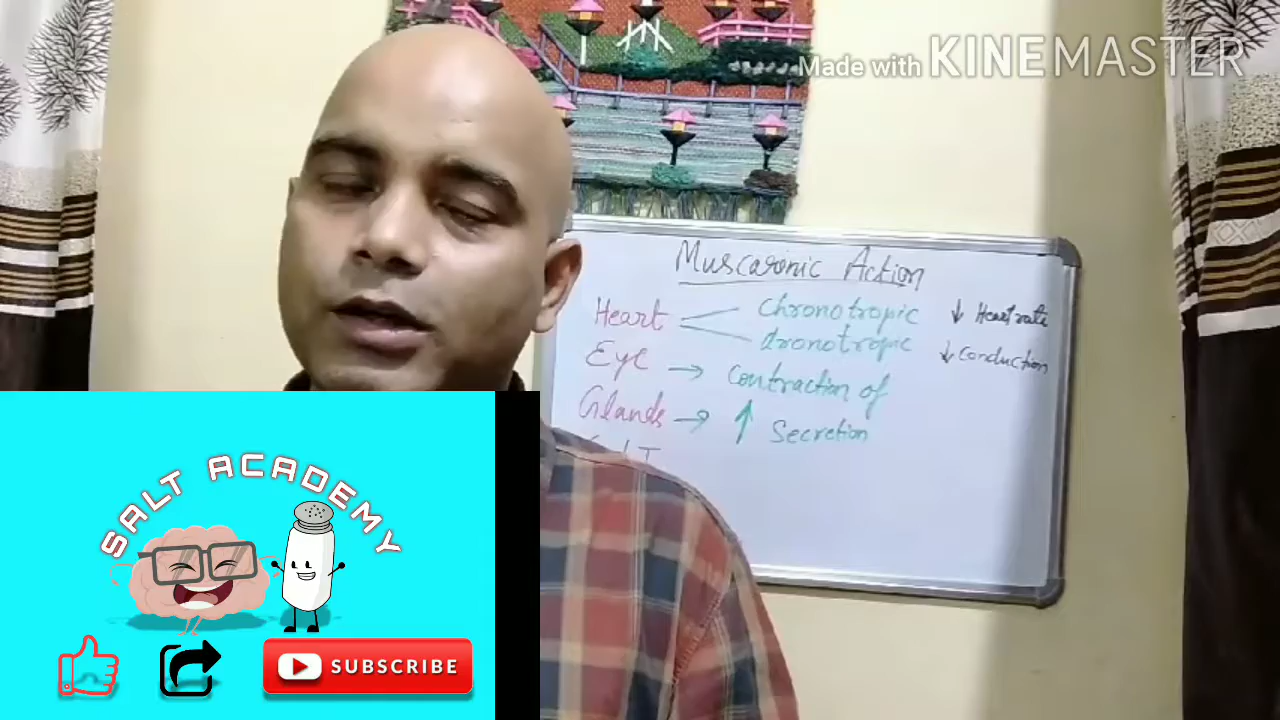 Made with KINEMASTER
Muscaronic Action
Heart
Chronotropic ↓ Heart rate
dronotropic ↓ Conduction
Eye → Contraction of
Glands → ↑ Secretion
SALT ACADEMY
SUBSCRIBE